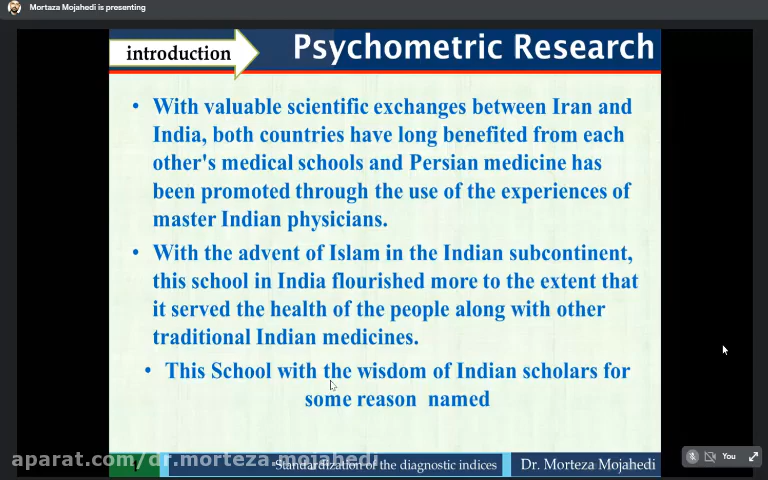 Mortaza Mojahedi is presenting
introduction
Psychometric Research
• With valuable scientific exchanges between Iran and
India, both countries have long benefited from each
other's medical schools and Persian medicine has
been promoted through the use of the experiences of
master Indian physicians.
• With the advent of Islam in the Indian subcontinent,
this school in India flourished more to the extent that
it served the health of the people along with other
traditional Indian medicines.
• This School with the wisdom of Indian scholars for
some reason named
aparat.com/dr.morteza.mojahedi
"Standardization of the diagnostic indices
Dr. Morteza Mojahedi
You